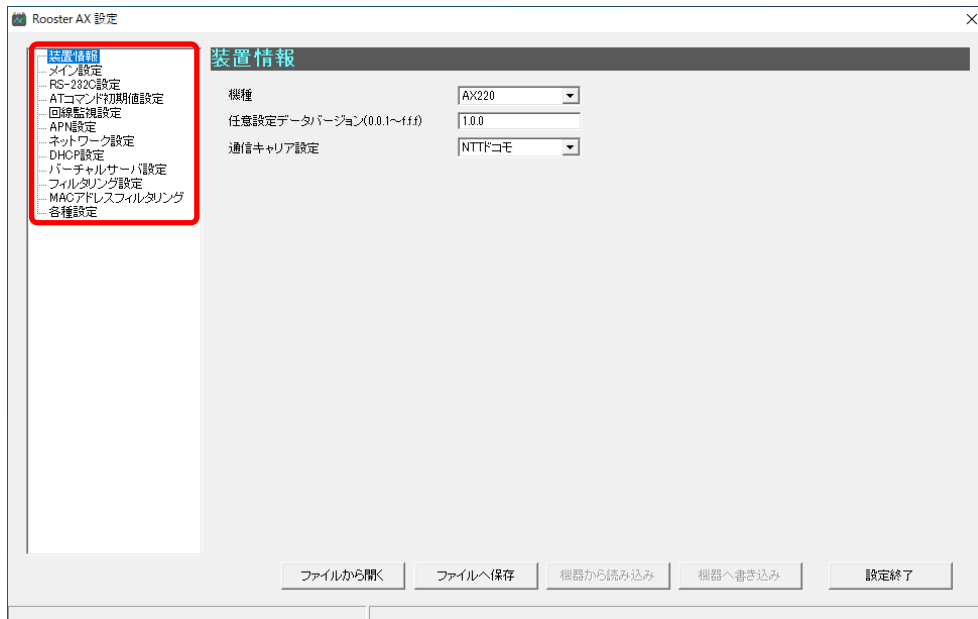 Rooster AX 設定
装置情報
メイン設定
RS-232C設定
ATコマンド初期値設定
回線監視設定
APN設定
ネットワーク設定
DHCP設定
バーチャルサーバ設定
フィルタリング設定
MACアドレスフィルタリング
各種設定
装置情報
機種
AX220
任意設定データバージョン(0.0.1～f.f.f)
1.0.0
通信キャリア設定
NTTドコモ
ファイルから開く
ファイルへ保存
機器から読み込み
機器へ書き込み
設定終了